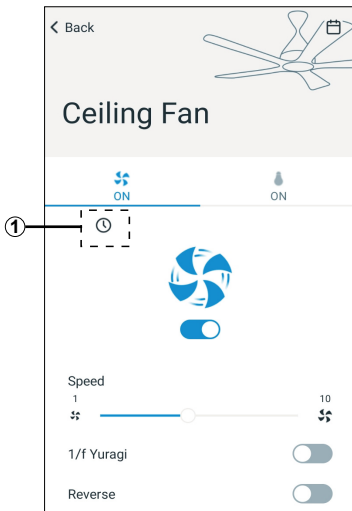 Back
Ceiling Fan
ON ON
1
Speed
1 10
1/f Yuragi
Reverse